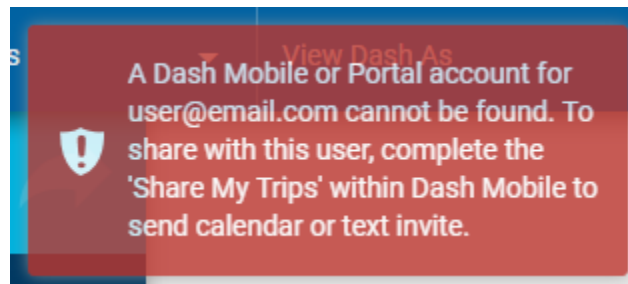 s
View Dash As
A Dash Mobile or Portal account for
user@email.com cannot be found. To
share with this user, complete the
'Share My Trips' within Dash Mobile to
send calendar or text invite.